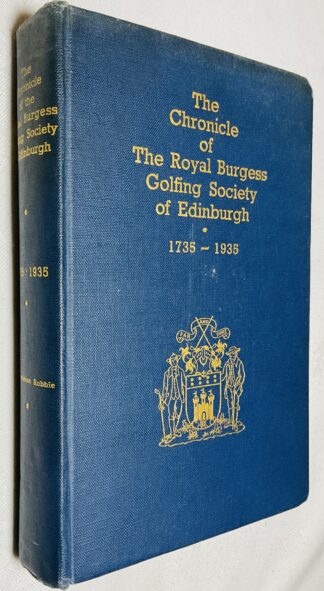 The
Chronicle
of
The Royal Burgess
Golfing Society
of Edinburgh
1735 – 1935
The
Chronicle
of the
Burgess
Society
Edinburgh
1935
Robbie